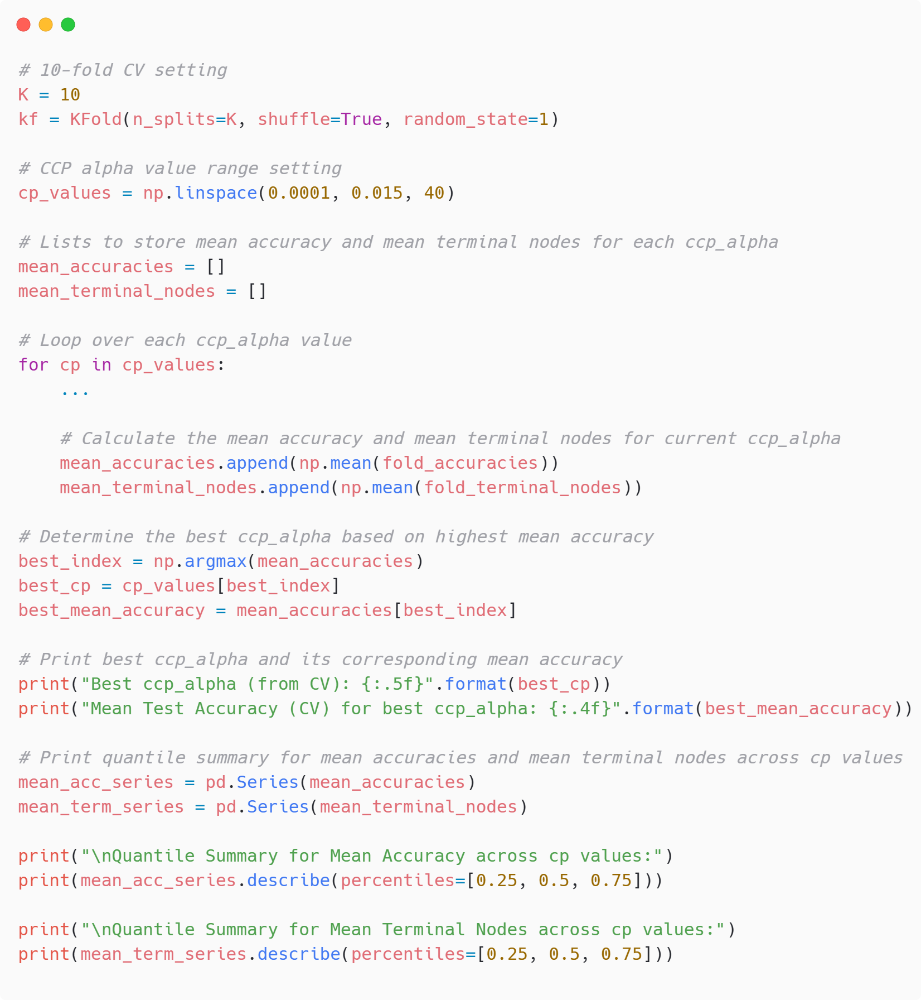 # 10-fold CV setting
K = 10
kf = KFold(n_splits=K, shuffle=True, random_state=1)

# CCP alpha value range setting
cp_values = np.linspace(0.0001, 0.015, 40)

# Lists to store mean accuracy and mean terminal nodes for each ccp_alpha
mean_accuracies = []
mean_terminal_nodes = []

# Loop over each ccp_alpha value
for cp in cp_values:
    ...

    # Calculate the mean accuracy and mean terminal nodes for current ccp_alpha
    mean_accuracies.append(np.mean(fold_accuracies))
    mean_terminal_nodes.append(np.mean(fold_terminal_nodes))

# Determine the best ccp_alpha based on highest mean accuracy
best_index = np.argmax(mean_accuracies)
best_cp = cp_values[best_index]
best_mean_accuracy = mean_accuracies[best_index]

# Print best ccp_alpha and its corresponding mean accuracy
print("Best ccp_alpha (from CV): {:.5f}".format(best_cp))
print("Mean Test Accuracy (CV) for best ccp_alpha: {:.4f}".format(best_mean_accuracy))

# Print quantile summary for mean accuracies and mean terminal nodes across cp values
mean_acc_series = pd.Series(mean_accuracies)
mean_term_series = pd.Series(mean_terminal_nodes)

print("\nQuantile Summary for Mean Accuracy across cp values:")
print(mean_acc_series.describe(percentiles=[0.25, 0.5, 0.75]))

print("\nQuantile Summary for Mean Terminal Nodes across cp values:")
print(mean_term_series.describe(percentiles=[0.25, 0.5, 0.75]))